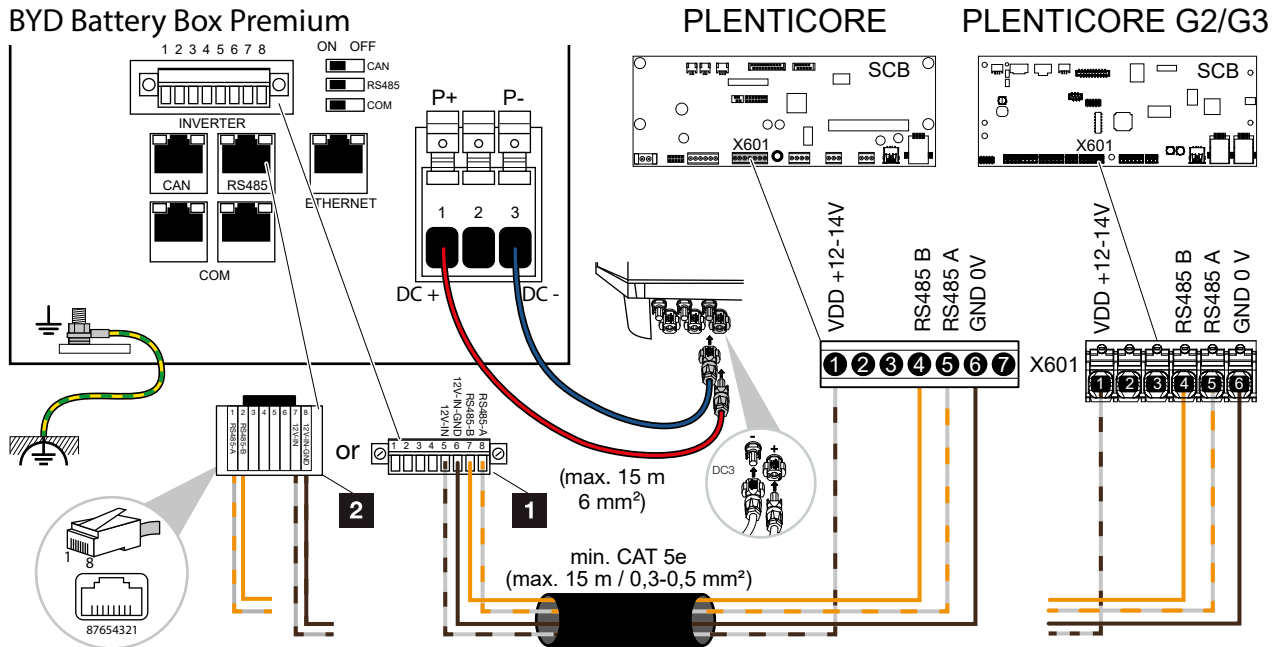 BYD Battery Box Premium
PLENTICORE
PLENTICORE G2/G3
1 2 3 4 5 6 7 8
ON OFF
CAN
RS485
COM
INVERTER
CAN
RS485
ETHERNET
COM
P+
P-
1
2
3
DC +
DC -
SCB
X601
SCB
X601
VDD +12-14V
RS485 B
RS485 A
GND 0V
1 2 3 4 5 6 7
X601
VDD +12-14V
RS485 B
RS485 A
GND 0 V
1 2 3 4 5 6
1 2 3 4 5 6 7 8
RS485-A
RS485-B
12V-IN
12V-IN-GND
2
or
12V-IN
12V-IN-GND
RS485-B
RS485-A
1 2 3 4 5 6 7 8
1
(max. 15 m
6 mm²)
DC3
-
+
min. CAT 5e
(max. 15 m / 0,3-0,5 mm²)
1
8
87654321